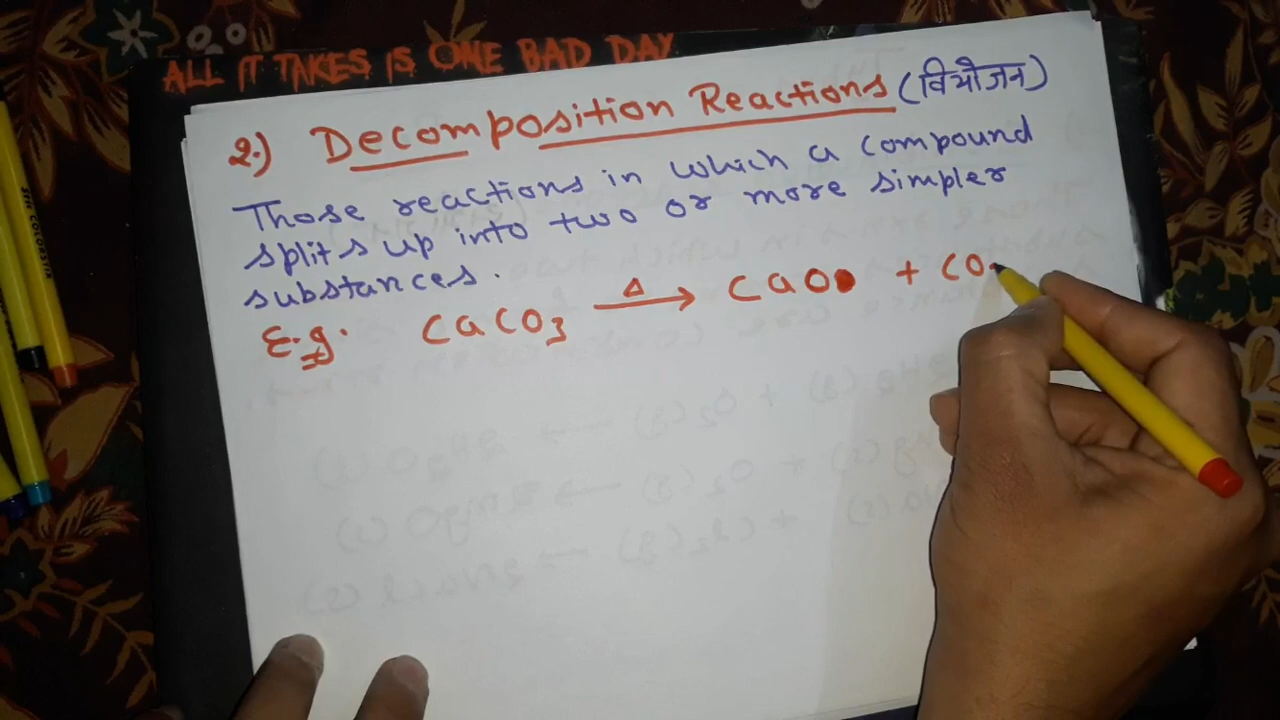 ALL IT TAKES IS ONE BAD DAY
2.) Decomposition Reactions (वियोजन)
Those reactions in which a compound
splits up into two or more simpler
substances.
E.g. CaCO3 Δ→ CaO + CO